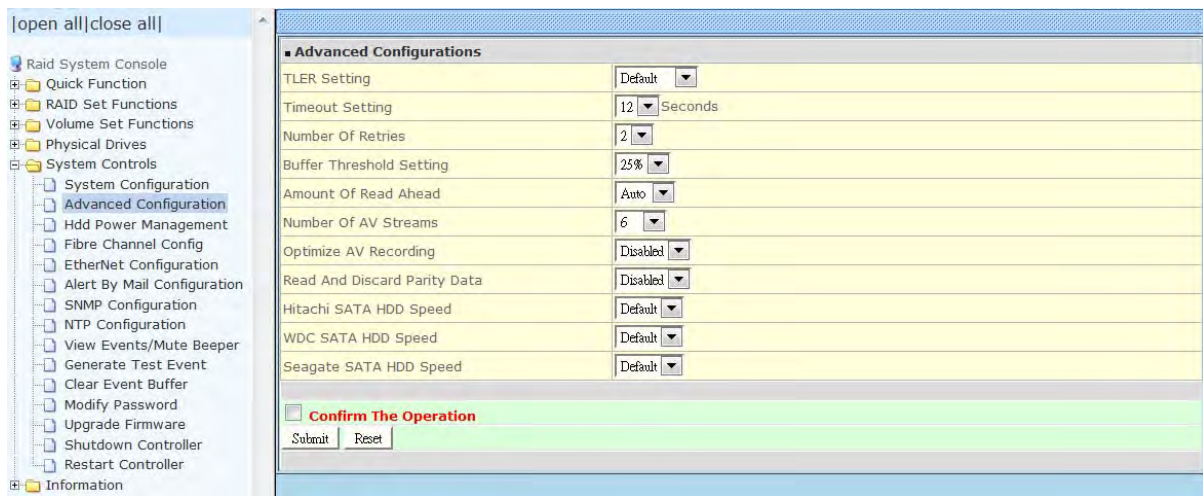 |open all|close all|
Raid System Console
Quick Function
RAID Set Functions
Volume Set Functions
Physical Drives
System Controls
System Configuration
Advanced Configuration
Hdd Power Management
Fibre Channel Config
EtherNet Configuration
Alert By Mail Configuration
SNMP Configuration
NTP Configuration
View Events/Mute Beeper
Generate Test Event
Clear Event Buffer
Modify Password
Upgrade Firmware
Shutdown Controller
Restart Controller
Information
Advanced Configurations
TLER Setting Default
Timeout Setting 12 Seconds
Number Of Retries 2
Buffer Threshold Setting 25%
Amount Of Read Ahead Auto
Number Of AV Streams 6
Optimize AV Recording Disabled
Read And Discard Parity Data Disabled
Hitachi SATA HDD Speed Default
WDC SATA HDD Speed Default
Seagate SATA HDD Speed Default
Confirm The Operation
Submit Reset